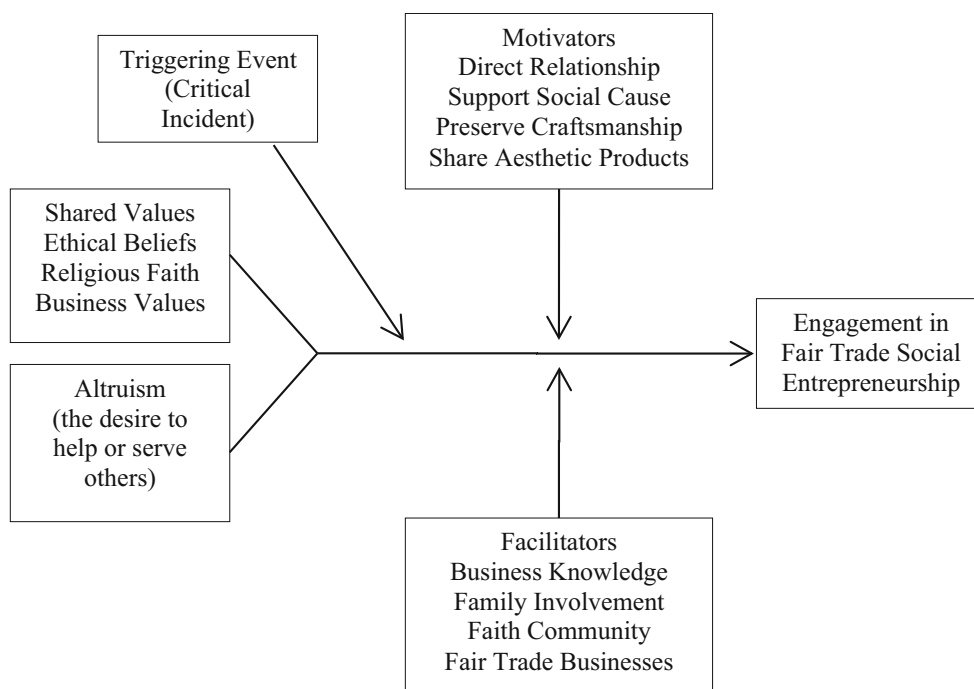 Triggering Event
(Critical
Incident)
Motivators
Direct Relationship
Support Social Cause
Preserve Craftsmanship
Share Aesthetic Products
Shared Values
Ethical Beliefs
Religious Faith
Business Values
Altruism
(the desire to
help or serve
others)
Engagement in
Fair Trade Social
Entrepreneurship
Facilitators
Business Knowledge
Family Involvement
Faith Community
Fair Trade Businesses